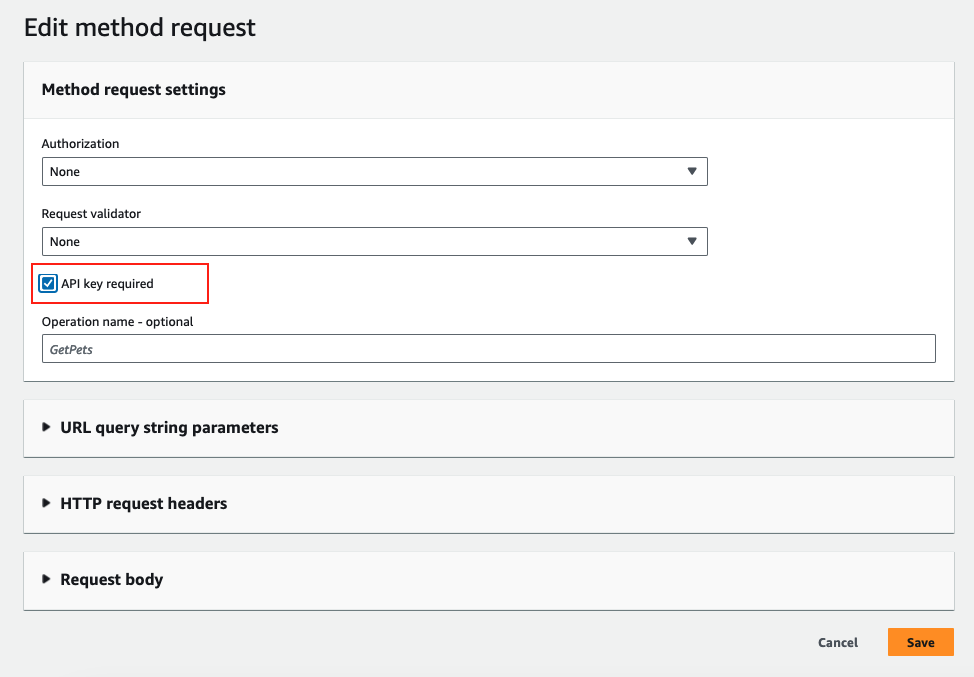 Edit method request
Method request settings
Authorization
None
Request validator
None
API key required
Operation name - optional
GetPets
URL query string parameters
HTTP request headers
Request body
Cancel Save